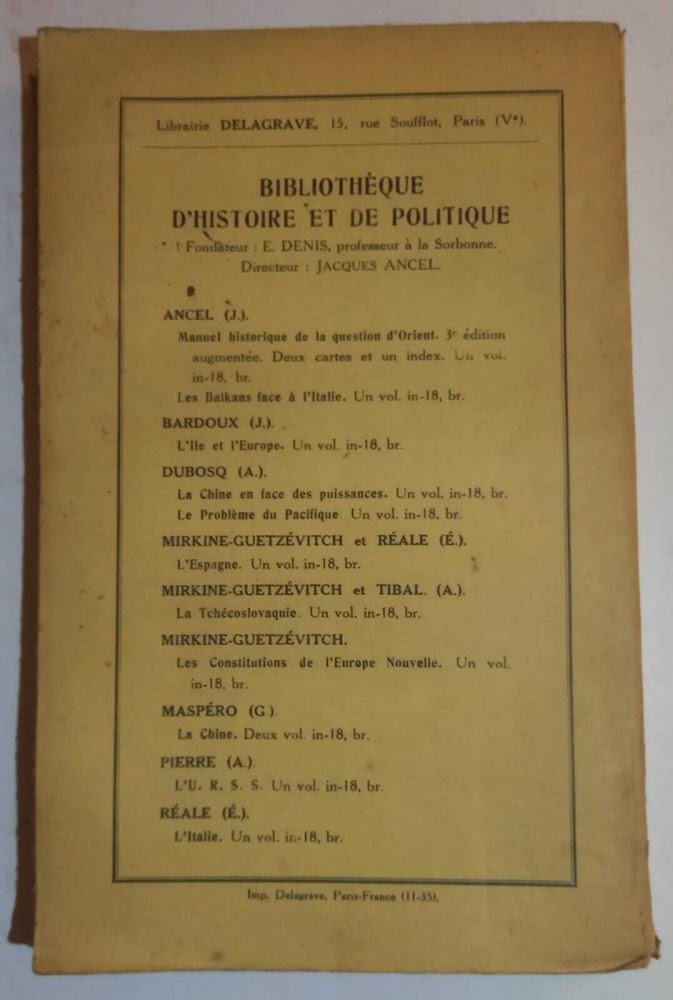 Librairie DELAGRAVE, 15, rue Soufflot, Paris (Ve).
BIBLIOTHÈQUE
D'HISTOIRE ET DE POLITIQUE
Fondateur : E. DENIS, professeur à la Sorbonne.
Directeur : JACQUES ANCEL.
ANCEL (J.).
Manuel historique de la question d'Orient. 3e édition
augmentée. Deux cartes et un index. Un vol.
in-18, br.
Les Balkans face à l'Italie. Un vol. in-18, br.
BARDOUX (J.).
L'Ile et l'Europe. Un vol. in-18, br.
DUBOSQ (A.).
La Chine en face des puissances. Un vol. in-18, br.
Le Problème du Pacifique. Un vol. in-18, br.
MIRKINE-GUETZÉVITCH et RÉALE (É.).
L'Espagne. Un vol. in-18, br.
MIRKINE-GUETZÉVITCH et TIBAL. (A.).
La Tchécoslovaquie. Un vol. in-18, br.
MIRKINE-GUETZÉVITCH.
Les Constitutions de l'Europe Nouvelle. Un vol.
in-18, br.
MASPÉRO (G.).
La Chine. Deux vol. in-18, br.
PIERRE (A.).
L'U. R. S. S. Un vol. in-18, br.
RÉALE (É.).
L'Italie. Un vol. in-18, br.
Imp. Delagrave, Paris-France (11-35).